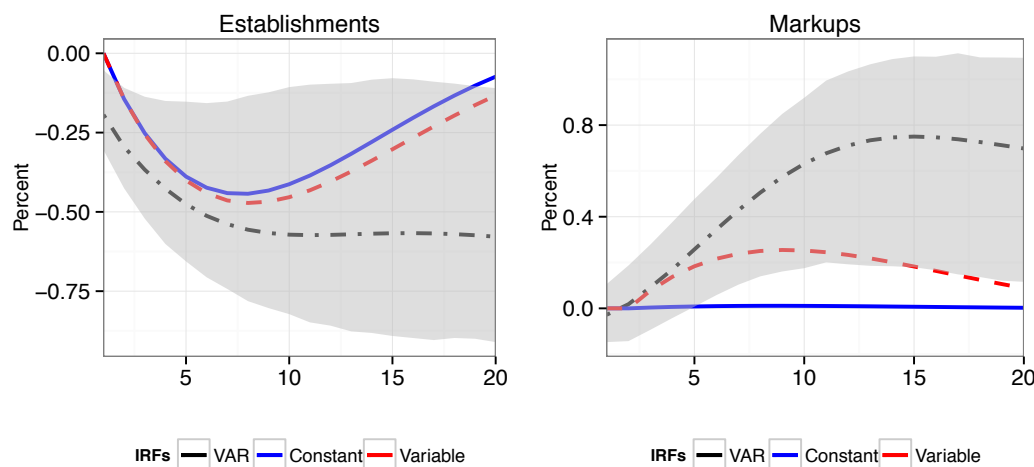 Establishments
Percent
0.00
−0.25
−0.50
−0.75
5
10
15
20
IRFs VAR Constant Variable
Markups
Percent
0.8
0.4
0.0
5
10
15
20
IRFs VAR Constant Variable